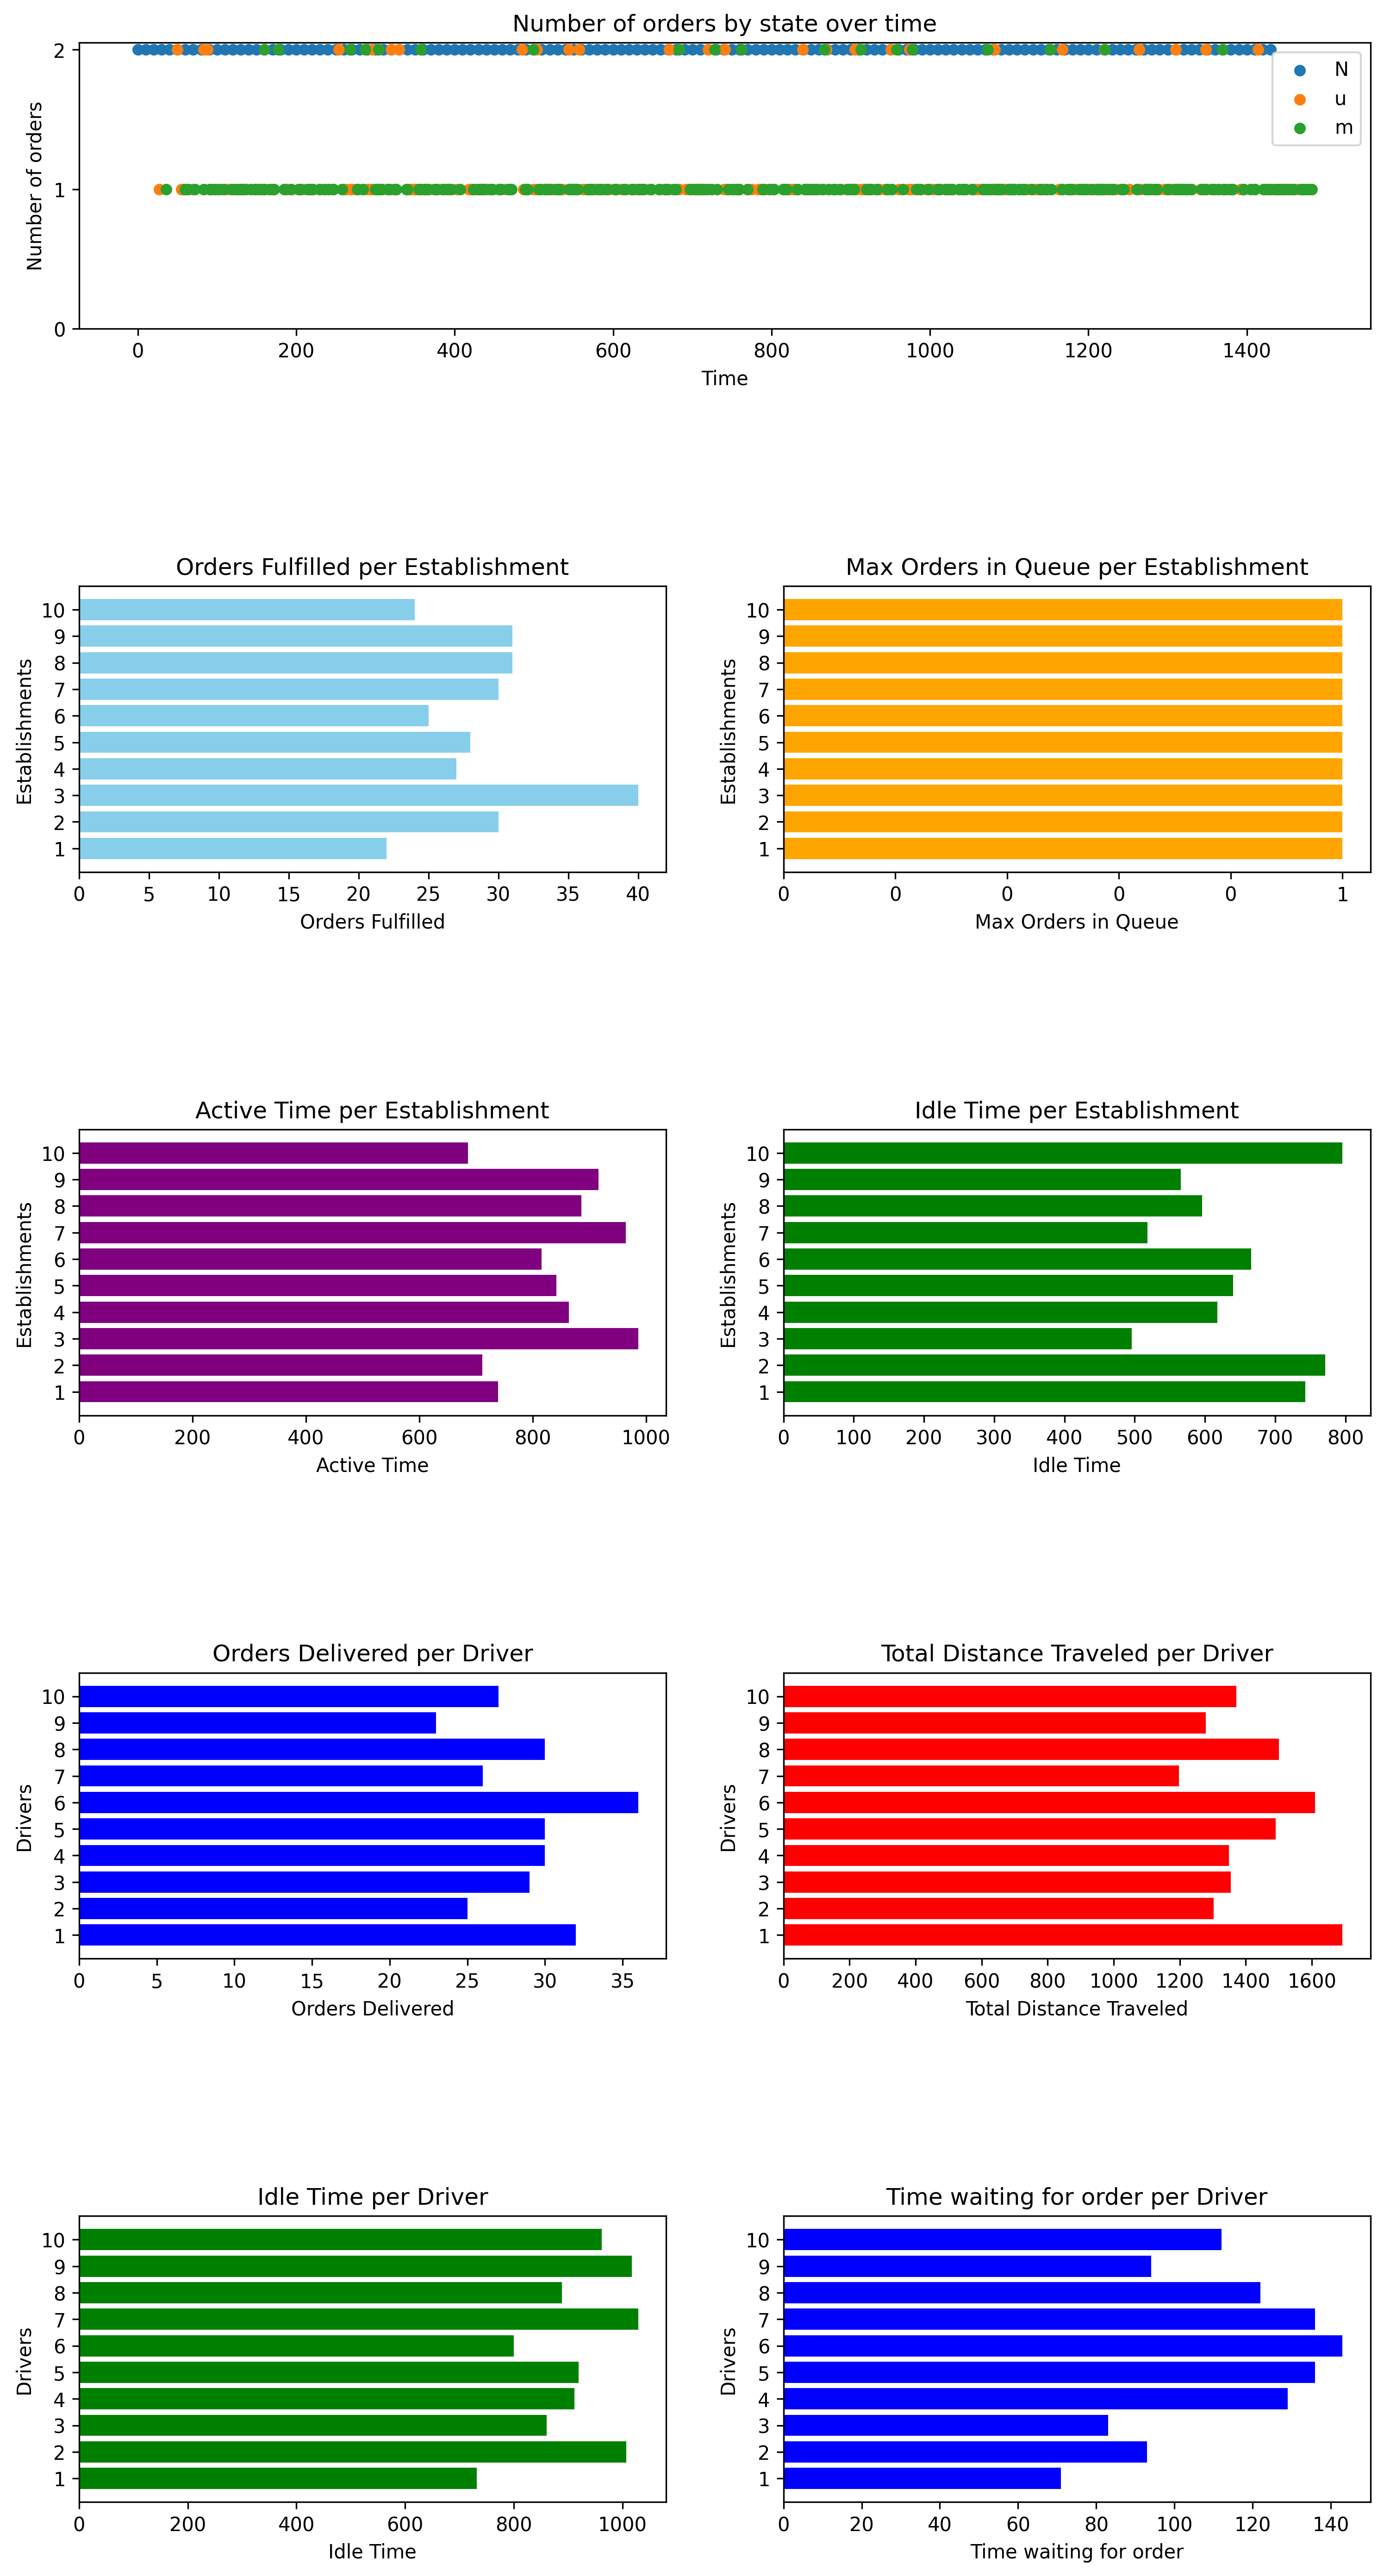 Number of orders by state over time
Number of orders
2
1
0
N
u
m
0 200 400 600 800 1000 1200 1400
Time
Orders Fulfilled per Establishment
Establishments
10
9
8
7
6
5
4
3
2
1
0 5 10 15 20 25 30 35 40
Orders Fulfilled
Max Orders in Queue per Establishment
Establishments
10
9
8
7
6
5
4
3
2
1
0 0 0 0 0 1
Max Orders in Queue
Active Time per Establishment
Establishments
10
9
8
7
6
5
4
3
2
1
0 200 400 600 800 1000
Active Time
Idle Time per Establishment
Establishments
10
9
8
7
6
5
4
3
2
1
0 100 200 300 400 500 600 700 800
Idle Time
Orders Delivered per Driver
Drivers
10
9
8
7
6
5
4
3
2
1
0 5 10 15 20 25 30 35
Orders Delivered
Total Distance Traveled per Driver
Drivers
10
9
8
7
6
5
4
3
2
1
0 200 400 600 800 1000 1200 1400 1600
Total Distance Traveled
Idle Time per Driver
Drivers
10
9
8
7
6
5
4
3
2
1
0 200 400 600 800 1000
Idle Time
Time waiting for order per Driver
Drivers
10
9
8
7
6
5
4
3
2
1
0 20 40 60 80 100 120 140
Time waiting for order